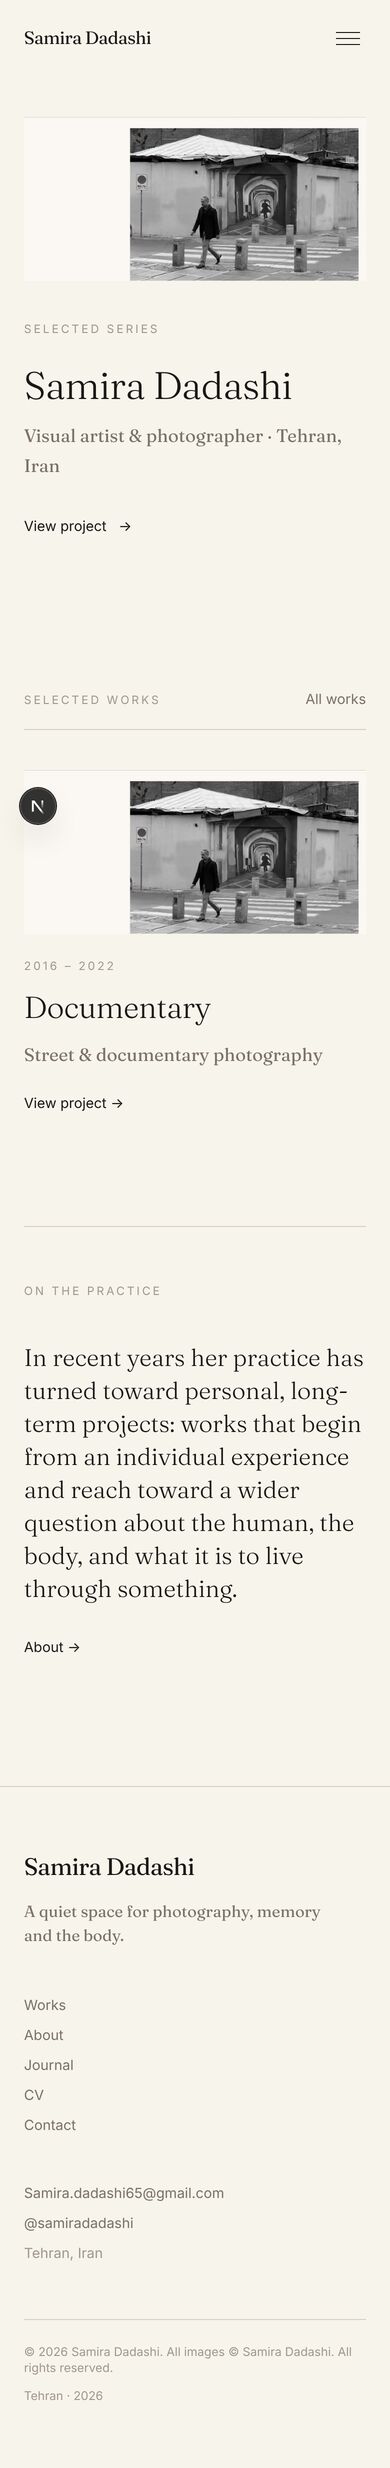 Samira Dadashi
SELECTED SERIES
Samira Dadashi
Visual artist & photographer · Tehran,
Iran
View project →
SELECTED WORKS
All works
N
2016 – 2022
Documentary
Street & documentary photography
View project →
ON THE PRACTICE
In recent years her practice has
turned toward personal, long-
term projects: works that begin
from an individual experience
and reach toward a wider
question about the human, the
body, and what it is to live
through something.
About →
Samira Dadashi
A quiet space for photography, memory
and the body.
Works
About
Journal
CV
Contact
Samira.dadashi65@gmail.com
@samiradadashi
Tehran, Iran
© 2026 Samira Dadashi. All images © Samira Dadashi. All
rights reserved.
Tehran · 2026